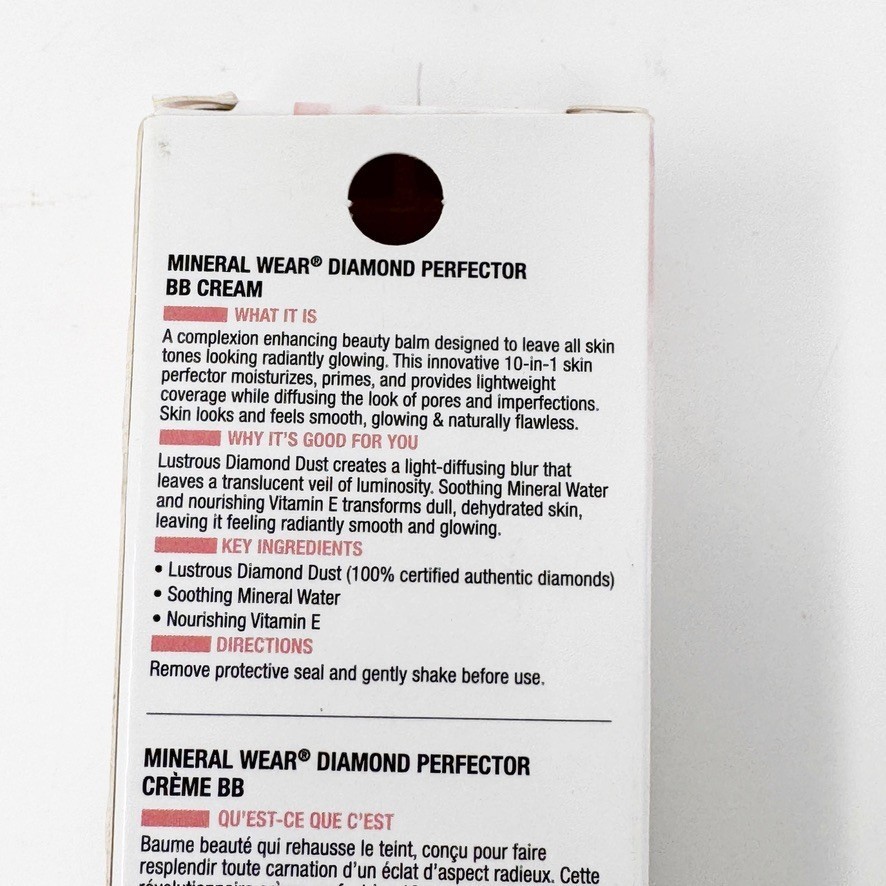 MINERAL WEAR® DIAMOND PERFECTOR
BB CREAM
WHAT IT IS
A complexion enhancing beauty balm designed to leave all skin
tones looking radiantly glowing. This innovative 10-in-1 skin
perfector moisturizes, primes, and provides lightweight
coverage while diffusing the look of pores and imperfections.
Skin looks and feels smooth, glowing & naturally flawless.
WHY IT'S GOOD FOR YOU
Lustrous Diamond Dust creates a light-diffusing blur that
leaves a translucent veil of luminosity. Soothing Mineral Water
and nourishing Vitamin E transforms dull, dehydrated skin,
leaving it feeling radiantly smooth and glowing.
KEY INGREDIENTS
• Lustrous Diamond Dust (100% certified authentic diamonds)
• Soothing Mineral Water
• Nourishing Vitamin E
DIRECTIONS
Remove protective seal and gently shake before use.
MINERAL WEAR® DIAMOND PERFECTOR
CRÈME BB
QU'EST-CE QUE C'EST
Baume beauté qui rehausse le teint, conçu pour faire
resplendir toute carnation d'un éclat d'aspect radieux. Cette